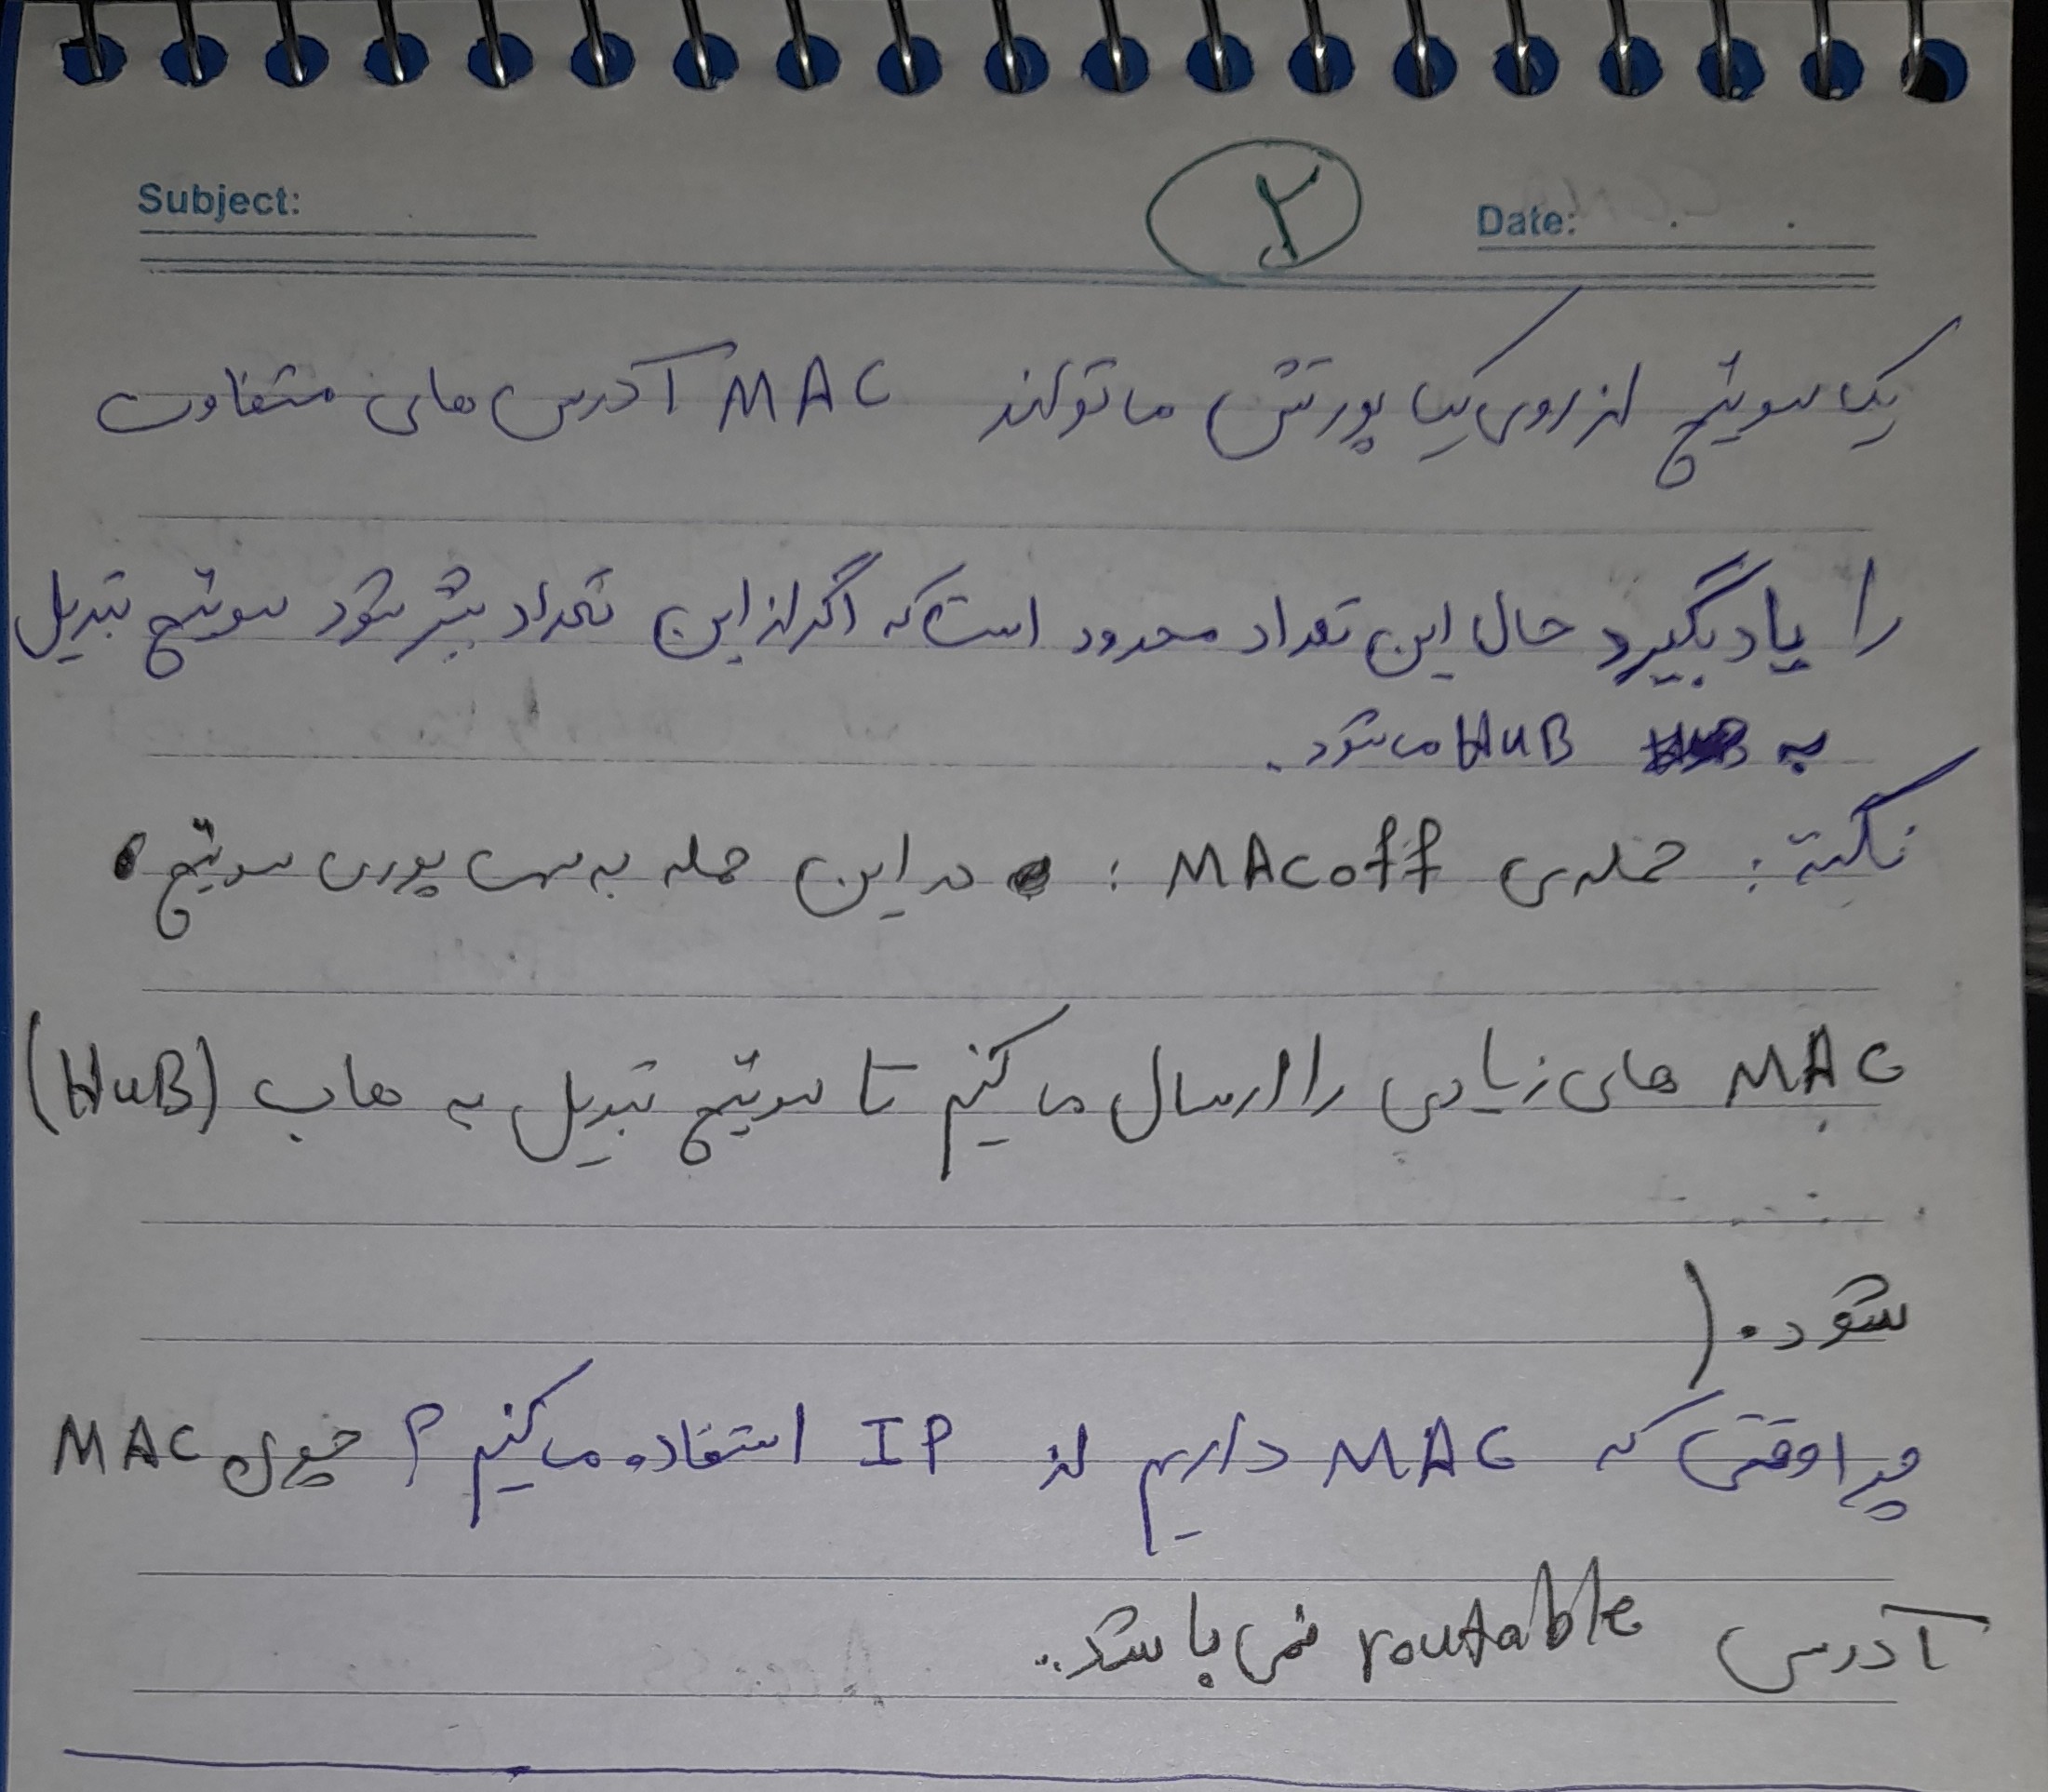 Subject:
۲
Date:
یک سوئیچ از روی یک پورتش می تواند MAC آدرس های متفاوت
را یاد بگیرد حال این تعداد محدود است که اگر از این تعداد بیشتر شود سوئیچ تبدیل
به HuB می شود.
نکته: حمله ی MACoff : در این حمله به سمت پورت سوئیچ
MAC های زیادی را ارسال می کنیم تا سوئیچ تبدیل به هاب (HuB)
شود.)
چرا وقتی که MAC داریم از IP استفاده می کنیم؟ چون MAC
آدرس routable نمی باشد..